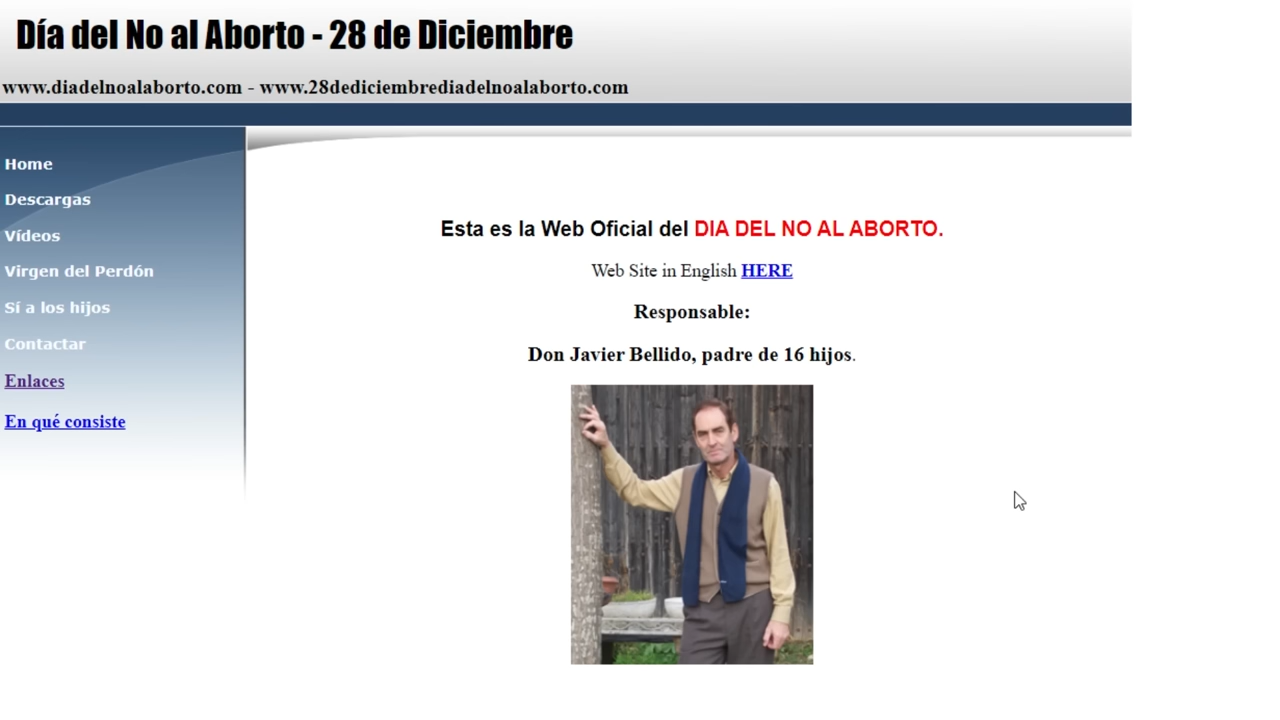 Día del No al Aborto - 28 de Diciembre
www.diadelnoalaborto.com - www.28dediciembrediadelnoalaborto.com
Home
Descargas
Vídeos
Virgen del Perdón
Sí a los hijos
Contactar
Enlaces
En qué consiste
Esta es la Web Oficial del DIA DEL NO AL ABORTO.
Web Site in English HERE
Responsable:
Don Javier Bellido, padre de 16 hijos.